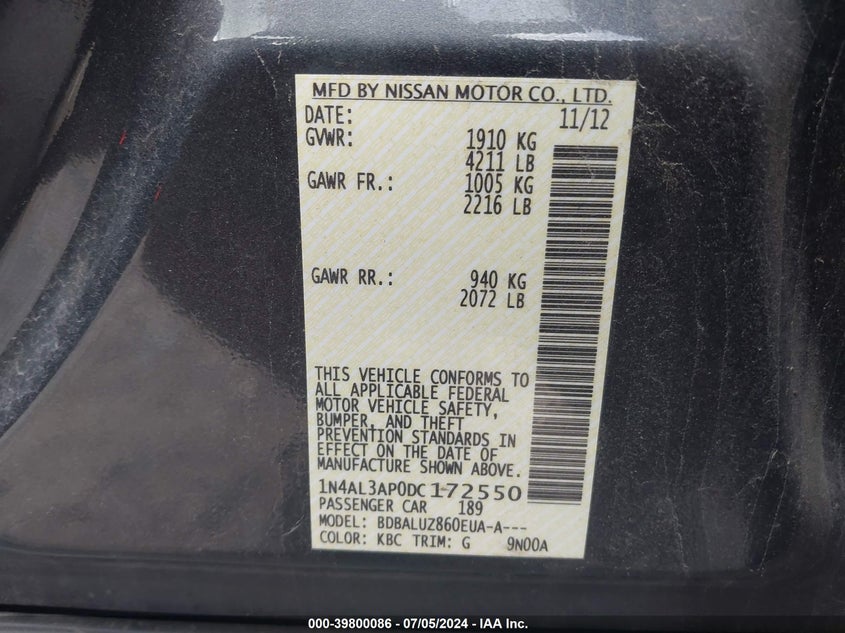 MFD BY NISSAN MOTOR CO., LTD.
DATE: 11/12
GVWR: 1910 KG
4211 LB
GAWR FR.: 1005 KG
2216 LB
GAWR RR.: 940 KG
2072 LB
THIS VEHICLE CONFORMS TO
ALL APPLICABLE FEDERAL
MOTOR VEHICLE SAFETY,
BUMPER, AND THEFT
PREVENTION STANDARDS IN
EFFECT ON THE DATE OF
MANUFACTURE SHOWN ABOVE.
1N4AL3AP0DC172550
PASSENGER CAR 189
MODEL: BDBALUZ860EUA-A---
COLOR: KBC TRIM: G 9N00A
000-39800086 - 07/05/2024 - IAA Inc.